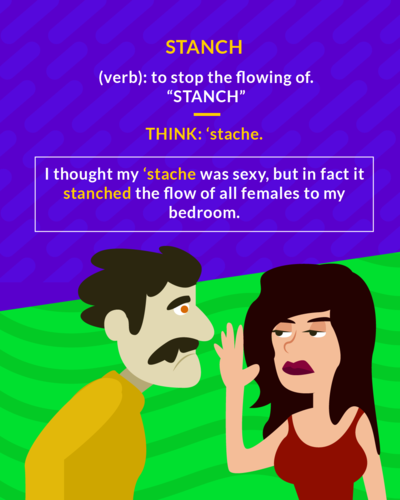 STANCH
(verb): to stop the flowing of.
“STANCH”
THINK: ‘stache.
I thought my ‘stache was sexy, but in fact it
stanched the flow of all females to my
bedroom.